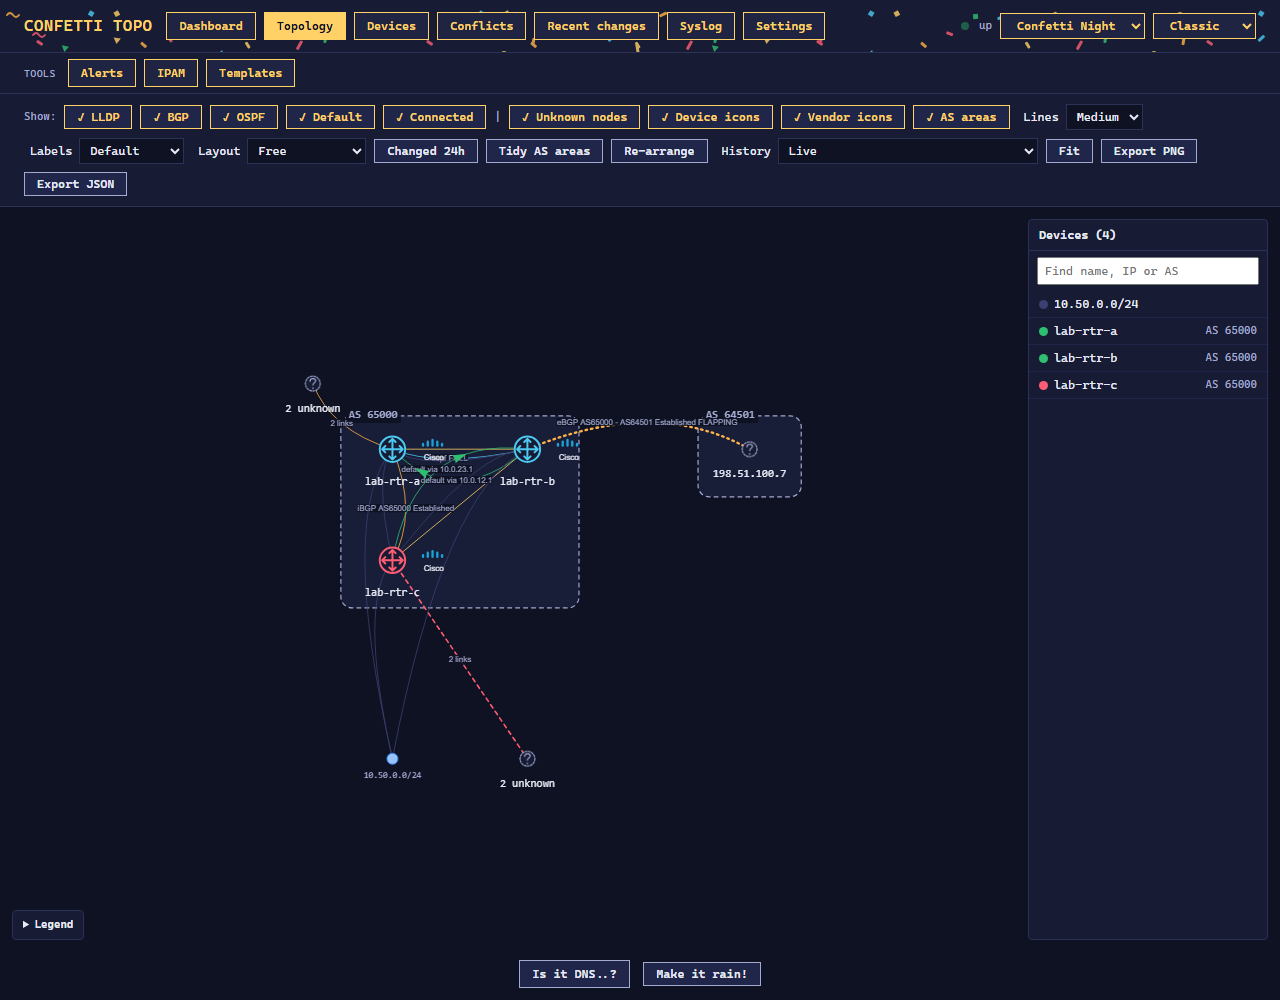 CONFETTI TOPO Dashboard Topology Devices Conflicts Recent changes Syslog Settings up Confetti Night Classic
TOOLS Alerts IPAM Templates
Show: ✓ LLDP ✓ BGP ✓ OSPF ✓ Default ✓ Connected | ✓ Unknown nodes ✓ Device icons ✓ Vendor icons ✓ AS areas Lines Medium
Labels Default Layout Free Changed 24h Tidy AS areas Re-arrange History Live Fit Export PNG
Export JSON
Devices (4)
Find name, IP or AS
10.50.0.0/24
lab-rtr-a AS 65000
lab-rtr-b AS 65000
lab-rtr-c AS 65000
2 unknown
2 links
AS 65000
AS 64501
eBGP AS65000 - AS64501 Established FLAPPING
Cisco
Cisco
default via 10.0.23.1
default via 10.0.12.1
lab-rtr-a
lab-rtr-b
198.51.100.7
iBGP AS65000 Established
Cisco
lab-rtr-c
2 links
10.50.0.0/24
2 unknown
▶ Legend
Is it DNS..? Make it rain!